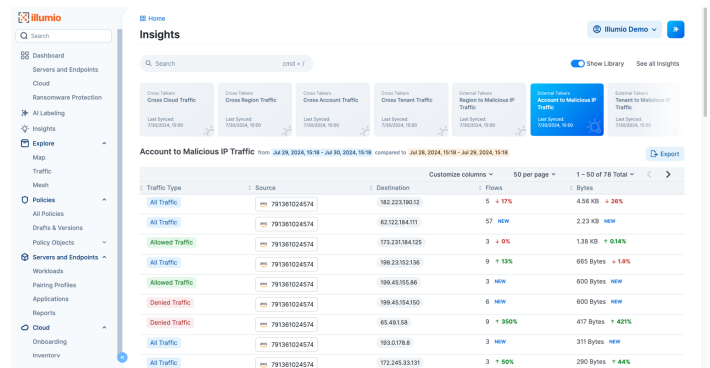 illumio
Search
Dashboard
Servers and Endpoints
Cloud
Ransomware Protection
AI Labeling
Insights
Explore
Map
Traffic
Mesh
Policies
All Policies
Drafts & Versions
Policy Objects
Servers and Endpoints
Workloads
Pairing Profiles
Applications
Reports
Cloud
Onboarding
Inventory
Home
Insights
Illumio Demo
Search cmd + /
Show Library See all Insights
Cross Talkers
Cross Cloud Traffic
Last Synced:
7/30/2024, 15:00
Cross Talkers
Cross Region Traffic
Last Synced:
7/30/2024, 15:00
Cross Talkers
Cross Account Traffic
Last Synced:
7/30/2024, 15:00
Cross Talkers
Cross Tenant Traffic
Last Synced:
7/30/2024, 15:00
External Talkers
Region to Malicious IP
Traffic
Last Synced:
7/30/2024, 15:00
External Talkers
Account to Malicious IP
Traffic
Last Synced:
7/30/2024, 15:00
External Talkers
Tenant to Malicious IP
Traffic
Last Synced:
7/30/2024, 15:00
Account to Malicious IP Traffic from Jul 29, 2024, 15:18 - Jul 30, 2024, 15:18 compared to Jul 28, 2024, 15:18 - Jul 29, 2024, 15:18
Export
Customize columns 50 per page 1 – 50 of 78 Total
Traffic Type Source Destination Flows Bytes
All Traffic aws 791361024574 182.223.190.12 5 ↓ 17% 4.56 KB ↓ 26%
All Traffic aws 791361024574 62.122.184.111 57 NEW 2.23 KB NEW
Allowed Traffic aws 791361024574 173.231.184.125 3 ↓ 0% 1.38 KB ↑ 0.14%
All Traffic aws 791361024574 198.23.152.136 9 ↑ 13% 665 Bytes ↓ 1.9%
Allowed Traffic aws 791361024574 199.45.155.86 3 NEW 600 Bytes NEW
Denied Traffic aws 791361024574 199.45.154.150 6 NEW 600 Bytes NEW
Denied Traffic aws 791361024574 65.49.1.58 9 ↑ 350% 417 Bytes ↑ 421%
All Traffic aws 791361024574 193.0.178.8 3 NEW 311 Bytes NEW
All Traffic aws 791361024574 172.245.33.131 3 ↑ 50% 290 Bytes ↑ 44%